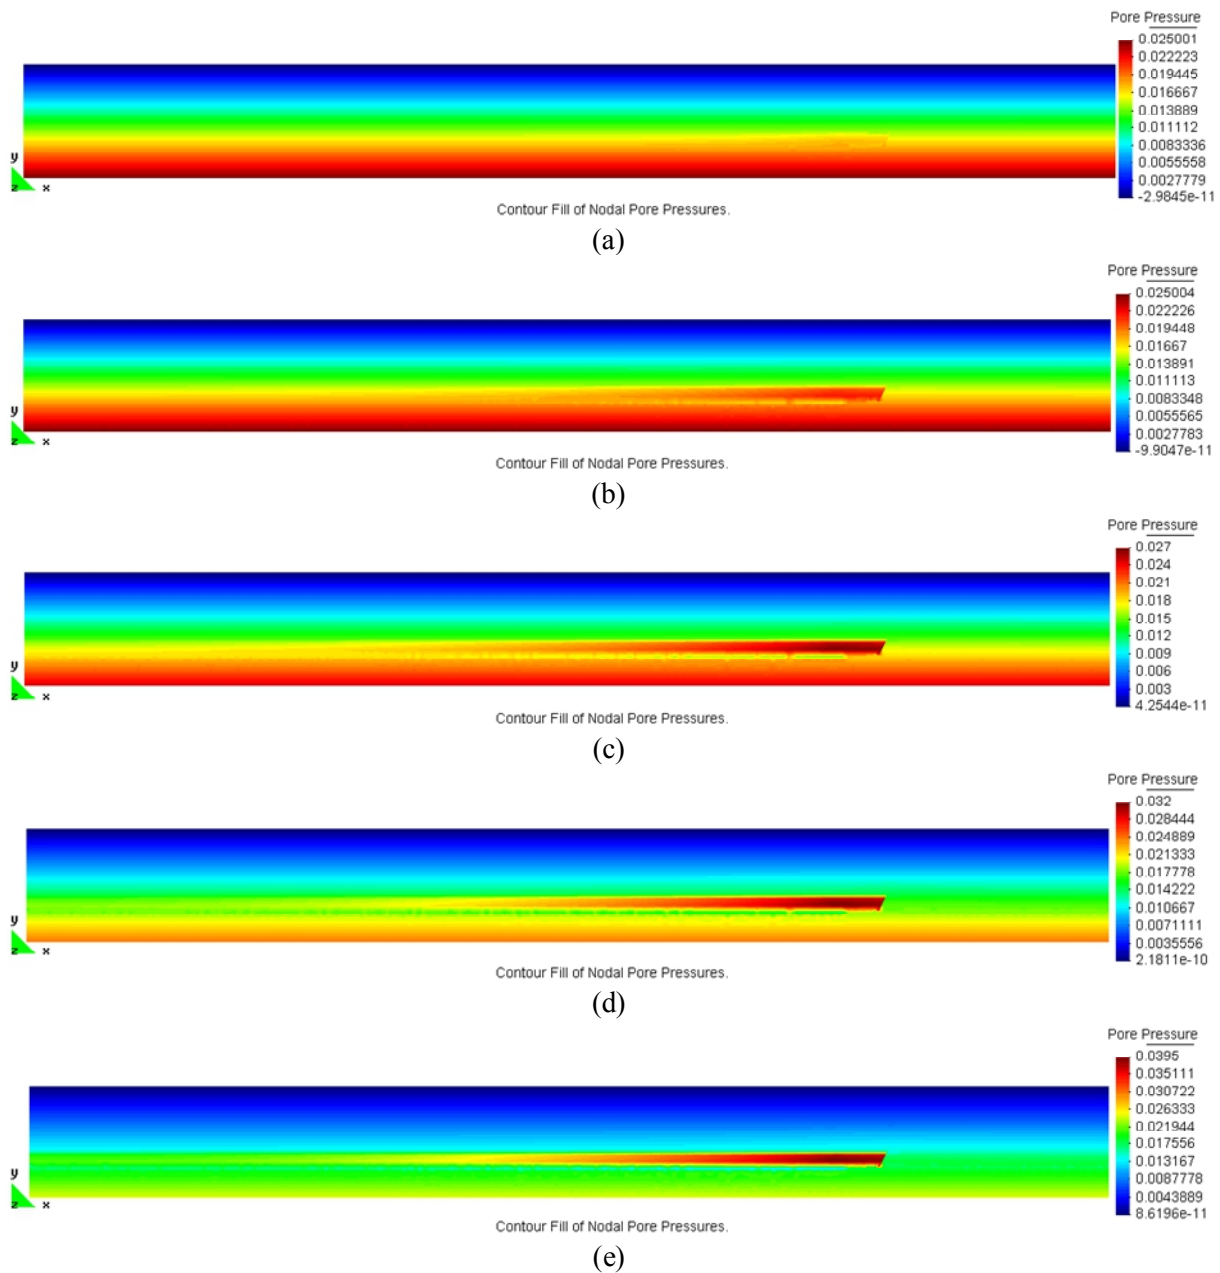 Pore Pressure
0.025001
0.022223
0.019445
0.016667
0.013889
0.011112
0.0083336
0.0055558
0.0027779
-2.9845e-11
y
z x
Contour Fill of Nodal Pore Pressures.
(a)
Pore Pressure
0.025004
0.022226
0.019448
0.01667
0.013891
0.011113
0.0083348
0.0055565
0.0027783
-9.9047e-11
y
z x
Contour Fill of Nodal Pore Pressures.
(b)
Pore Pressure
0.027
0.024
0.021
0.018
0.015
0.012
0.009
0.006
0.003
4.2544e-11
y
z x
Contour Fill of Nodal Pore Pressures.
(c)
Pore Pressure
0.032
0.028444
0.024889
0.021333
0.017778
0.014222
0.010667
0.0071111
0.0035556
2.1811e-10
y
z x
Contour Fill of Nodal Pore Pressures.
(d)
Pore Pressure
0.0395
0.035111
0.030722
0.026333
0.021944
0.017556
0.013167
0.0087778
0.0043889
8.6196e-11
y
z x
Contour Fill of Nodal Pore Pressures.
(e)